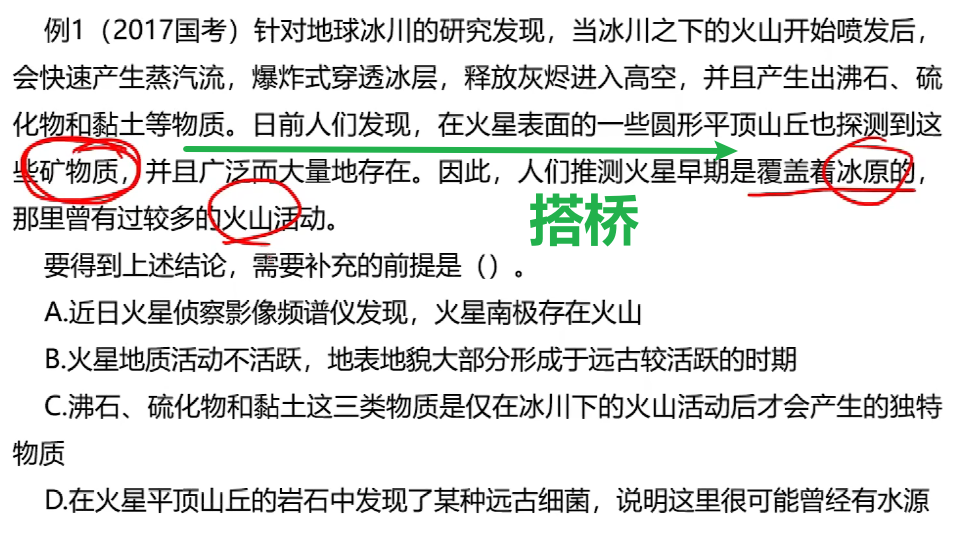 例1（2017国考）针对地球冰川的研究发现，当冰川之下的火山开始喷发后，
会快速产生蒸汽流，爆炸式穿透冰层，释放灰烬进入高空，并且产生出沸石、硫
化物和黏土等物质。日前人们发现，在火星表面的一些圆形平顶山丘也探测到这
些矿物质，并且广泛而大量地存在。因此，人们推测火星早期是覆盖着冰原的，
那里曾有过较多的火山活动。
搭桥
要得到上述结论，需要补充的前提是（）。
A.近日火星侦察影像频谱仪发现，火星南极存在火山
B.火星地质活动不活跃，地表地貌大部分形成于远古较活跃的时期
C.沸石、硫化物和黏土这三类物质是仅在冰川下的火山活动后才会产生的独特
物质
D.在火星平顶山丘的岩石中发现了某种远古细菌，说明这里很可能曾经有水源